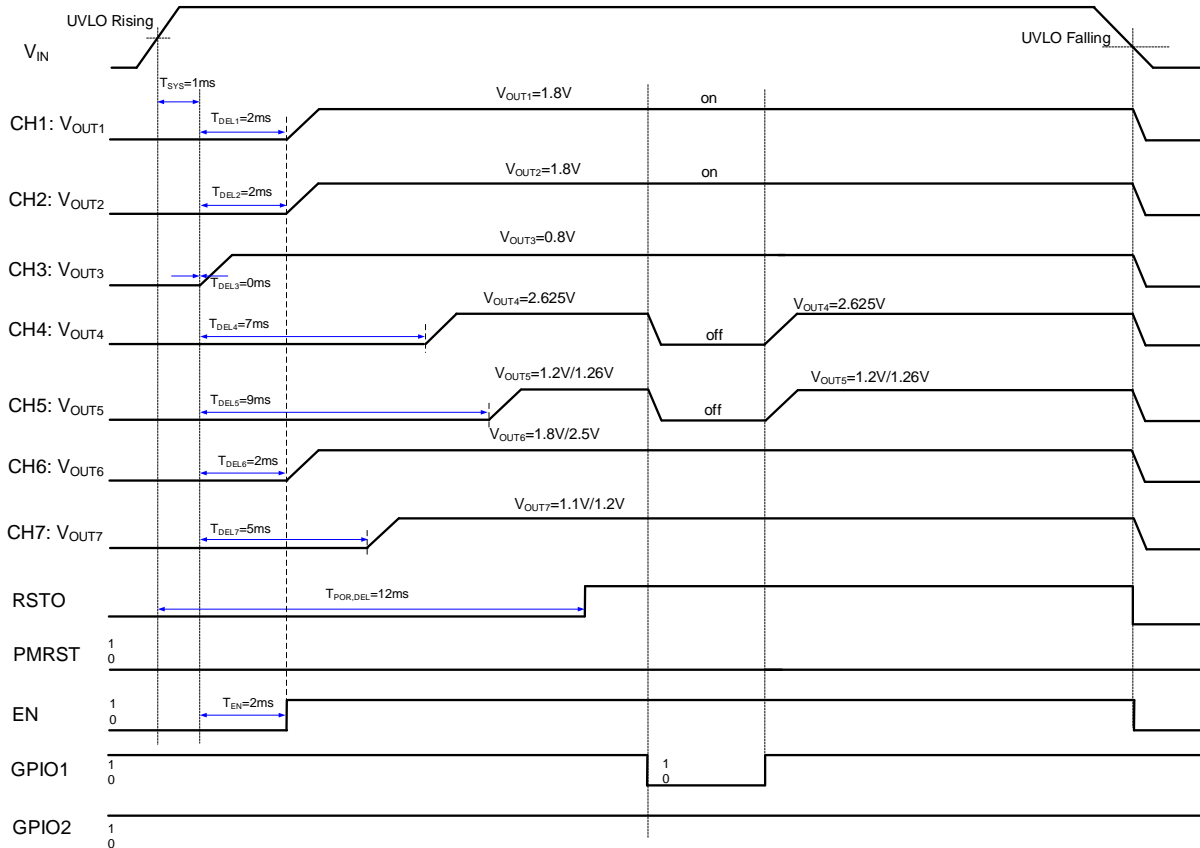 UVLO Rising
UVLO Falling
VIN
TSYS=1ms
VOUT1=1.8V
on
CH1: VOUT1
TDEL1=2ms
VOUT2=1.8V
on
CH2: VOUT2
TDEL2=2ms
VOUT3=0.8V
CH3: VOUT3
TDEL3=0ms
VOUT4=2.625V
VOUT4=2.625V
CH4: VOUT4
TDEL4=7ms
off
VOUT5=1.2V/1.26V
VOUT5=1.2V/1.26V
CH5: VOUT5
TDEL5=9ms
off
VOUT6=1.8V/2.5V
CH6: VOUT6
TDEL6=2ms
VOUT7=1.1V/1.2V
CH7: VOUT7
TDEL7=5ms
RSTO
TPOR,DEL=12ms
PMRST
1
0
EN
1
0
TEN=2ms
GPIO1
1
0
1
0
GPIO2
1
0